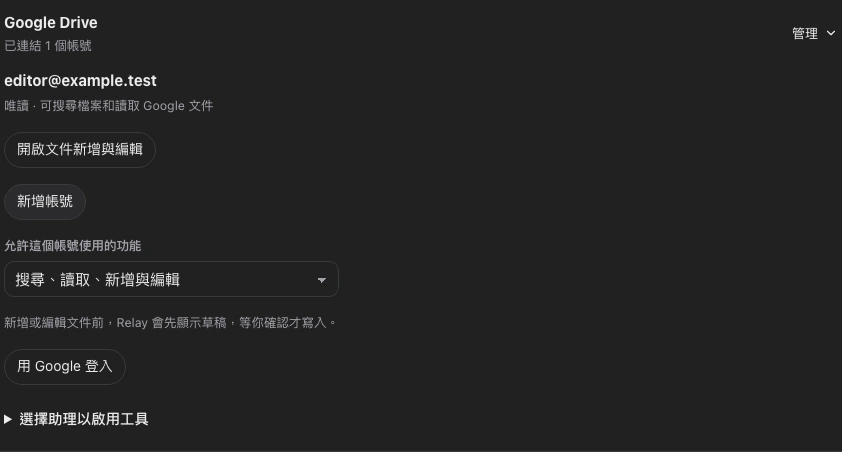 Google Drive
已連結 1 個帳號
管理
editor@example.test
唯讀 · 可搜尋檔案和讀取 Google 文件
開啟文件新增與編輯
新增帳號
允許這個帳號使用的功能
搜尋、讀取、新增與編輯
新增或編輯文件前，Relay 會先顯示草稿，等你確認才寫入。
用 Google 登入
選擇助理以啟用工具